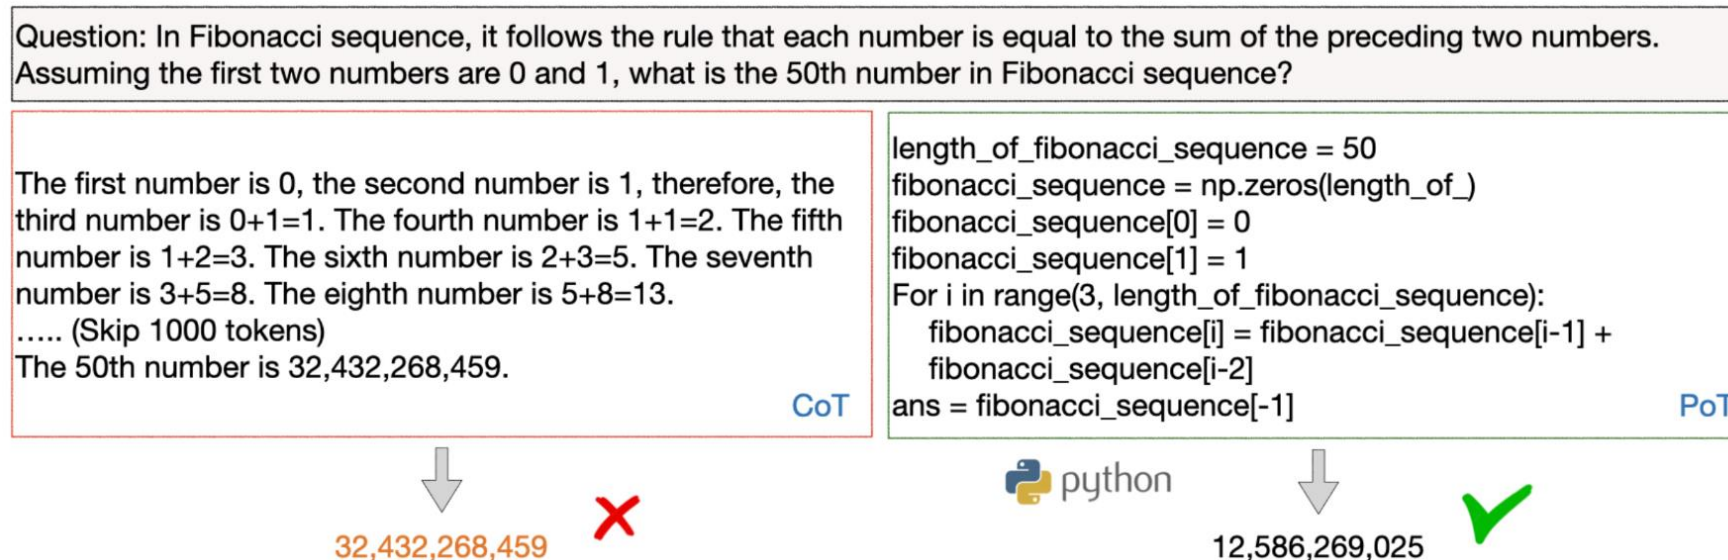 Question: In Fibonacci sequence, it follows the rule that each number is equal to the sum of the preceding two numbers.
Assuming the first two numbers are 0 and 1, what is the 50th number in Fibonacci sequence?
The first number is 0, the second number is 1, therefore, the
third number is 0+1=1. The fourth number is 1+1=2. The fifth
number is 1+2=3. The sixth number is 2+3=5. The seventh
number is 3+5=8. The eighth number is 5+8=13.
..... (Skip 1000 tokens)
The 50th number is 32,432,268,459.
CoT
length_of_fibonacci_sequence = 50
fibonacci_sequence = np.zeros(length_of_)
fibonacci_sequence[0] = 0
fibonacci_sequence[1] = 1
For i in range(3, length_of_fibonacci_sequence):
fibonacci_sequence[i] = fibonacci_sequence[i-1] +
fibonacci_sequence[i-2]
ans = fibonacci_sequence[-1]
PoT
32,432,268,459
python
12,586,269,025